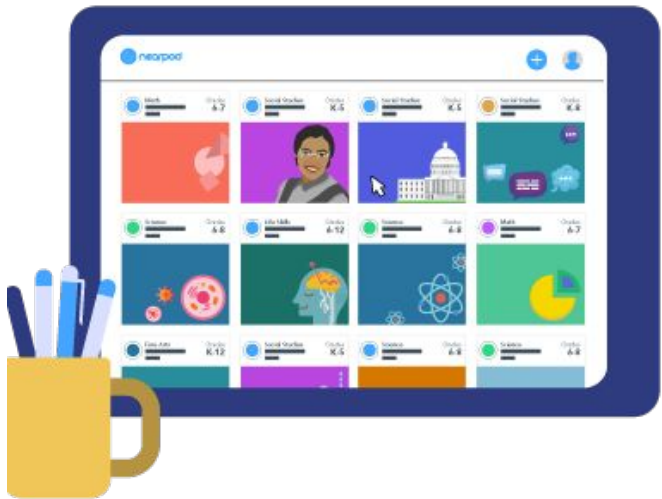 nearpod
Math Grades 6-7
Social Studies Grades K-5
Social Studies Grades K-5
Social Studies Grades K-8
Science Grades 6-8
Life Skills Grades 6-12
Science Grades 6-8
Math Grades 6-7
Fine Arts Grades K-12
Social Studies Grades K-5
Science Grades 6-8
Science Grades 6-8